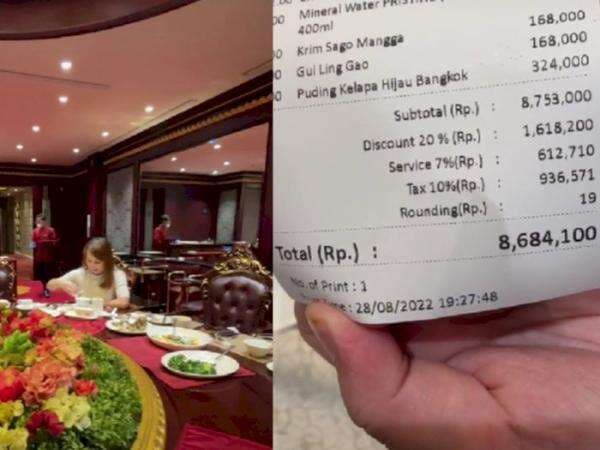 Mineral Water PRISTINE
400ml
Krim Sago Mangga 168,000
Gui Ling Gao 168,000
Puding Kelapa Hijau Bangkok 324,000
Subtotal (Rp.) : 8,753,000
Discount 20 % (Rp.) : 1,618,200
Service 7%(Rp.) : 612,710
Tax 10%(Rp.) : 936,571
Rounding(Rp.) : 19
Total (Rp.) : 8,684,100
of Print : 1
: 28/08/2022 19:27:48